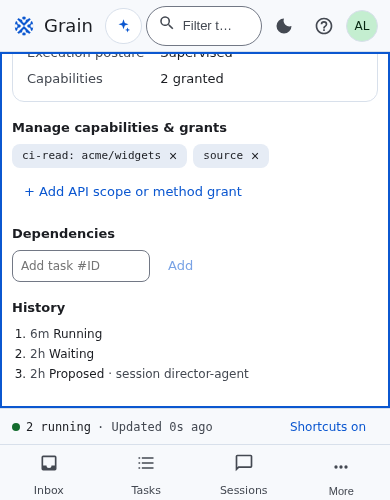 Grain
Filter t…
AL
Execution posture Supervised
Capabilities 2 granted
Manage capabilities & grants
ci-read: acme/widgets ×
source ×
+ Add API scope or method grant
Dependencies
Add task #ID
Add
History
1. 6m Running
2. 2h Waiting
3. 2h Proposed · session director-agent
2 running · Updated 0s ago
Shortcuts on
Inbox
Tasks
Sessions
More